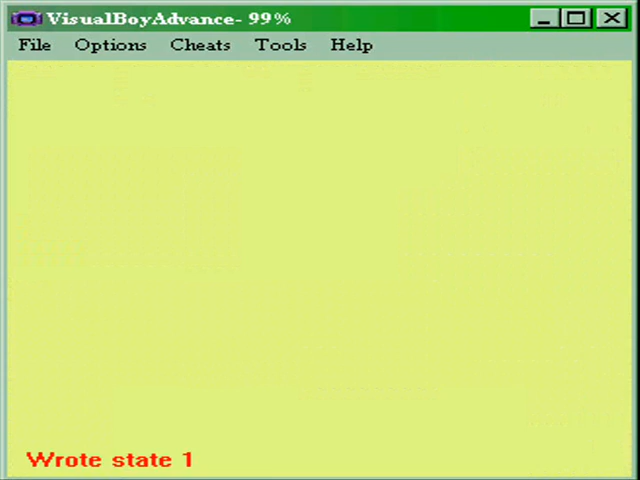 VisualBoyAdvance- 99%
File Options Cheats Tools Help
Wrote state 1